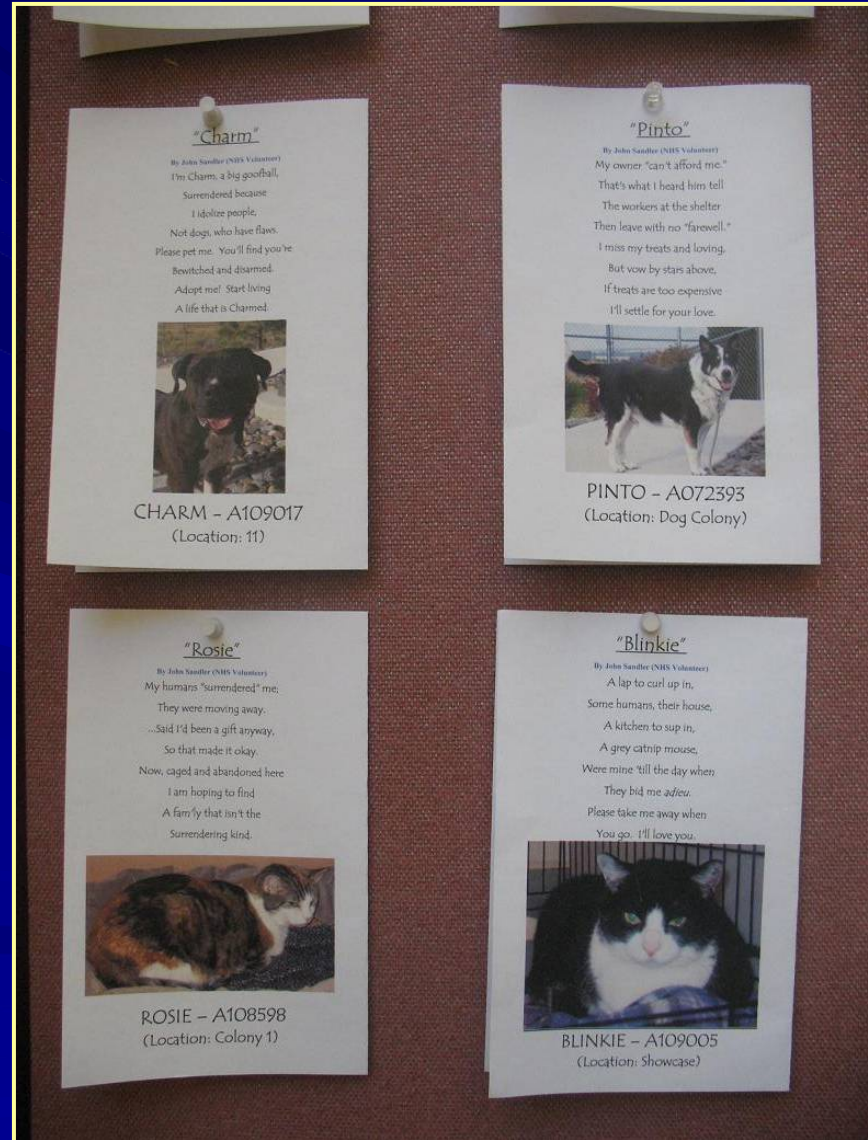 "Charm"
By John Sandler (NHS Volunteer)
I'm Charm, a big goofball,
Surrendered because
I idolize people,
Not dogs, who have flaws.
Please pet me. You'll find you're
Bewitched and disarmed.
Adopt me! Start living
A life that is Charmed.
CHARM – A109017
(Location: 11)
"Pinto"
By John Sandler (NHS Volunteer)
My owner "can't afford me."
That's what I heard him tell
The workers at the shelter
Then leave with no "farewell."
I miss my treats and loving,
But vow by stars above,
If treats are too expensive
I'll settle for your love.
PINTO – A072393
(Location: Dog Colony)
"Rosie"
By John Sandler (NHS Volunteer)
My humans "surrendered" me;
They were moving away.
...Said I'd been a gift anyway,
So that made it okay.
Now, caged and abandoned here
I am hoping to find
A fam'ly that isn't the
Surrendering kind.
ROSIE – A108598
(Location: Colony 1)
"Blinkie"
By John Sandler (NHS Volunteer)
A lap to curl up in,
Some humans, their house,
A kitchen to sup in,
A grey catnip mouse,
Were mine 'till the day when
They bid me adieu.
Please take me away when
You go. I'll love you.
BLINKIE – A109005
(Location: Showcase)